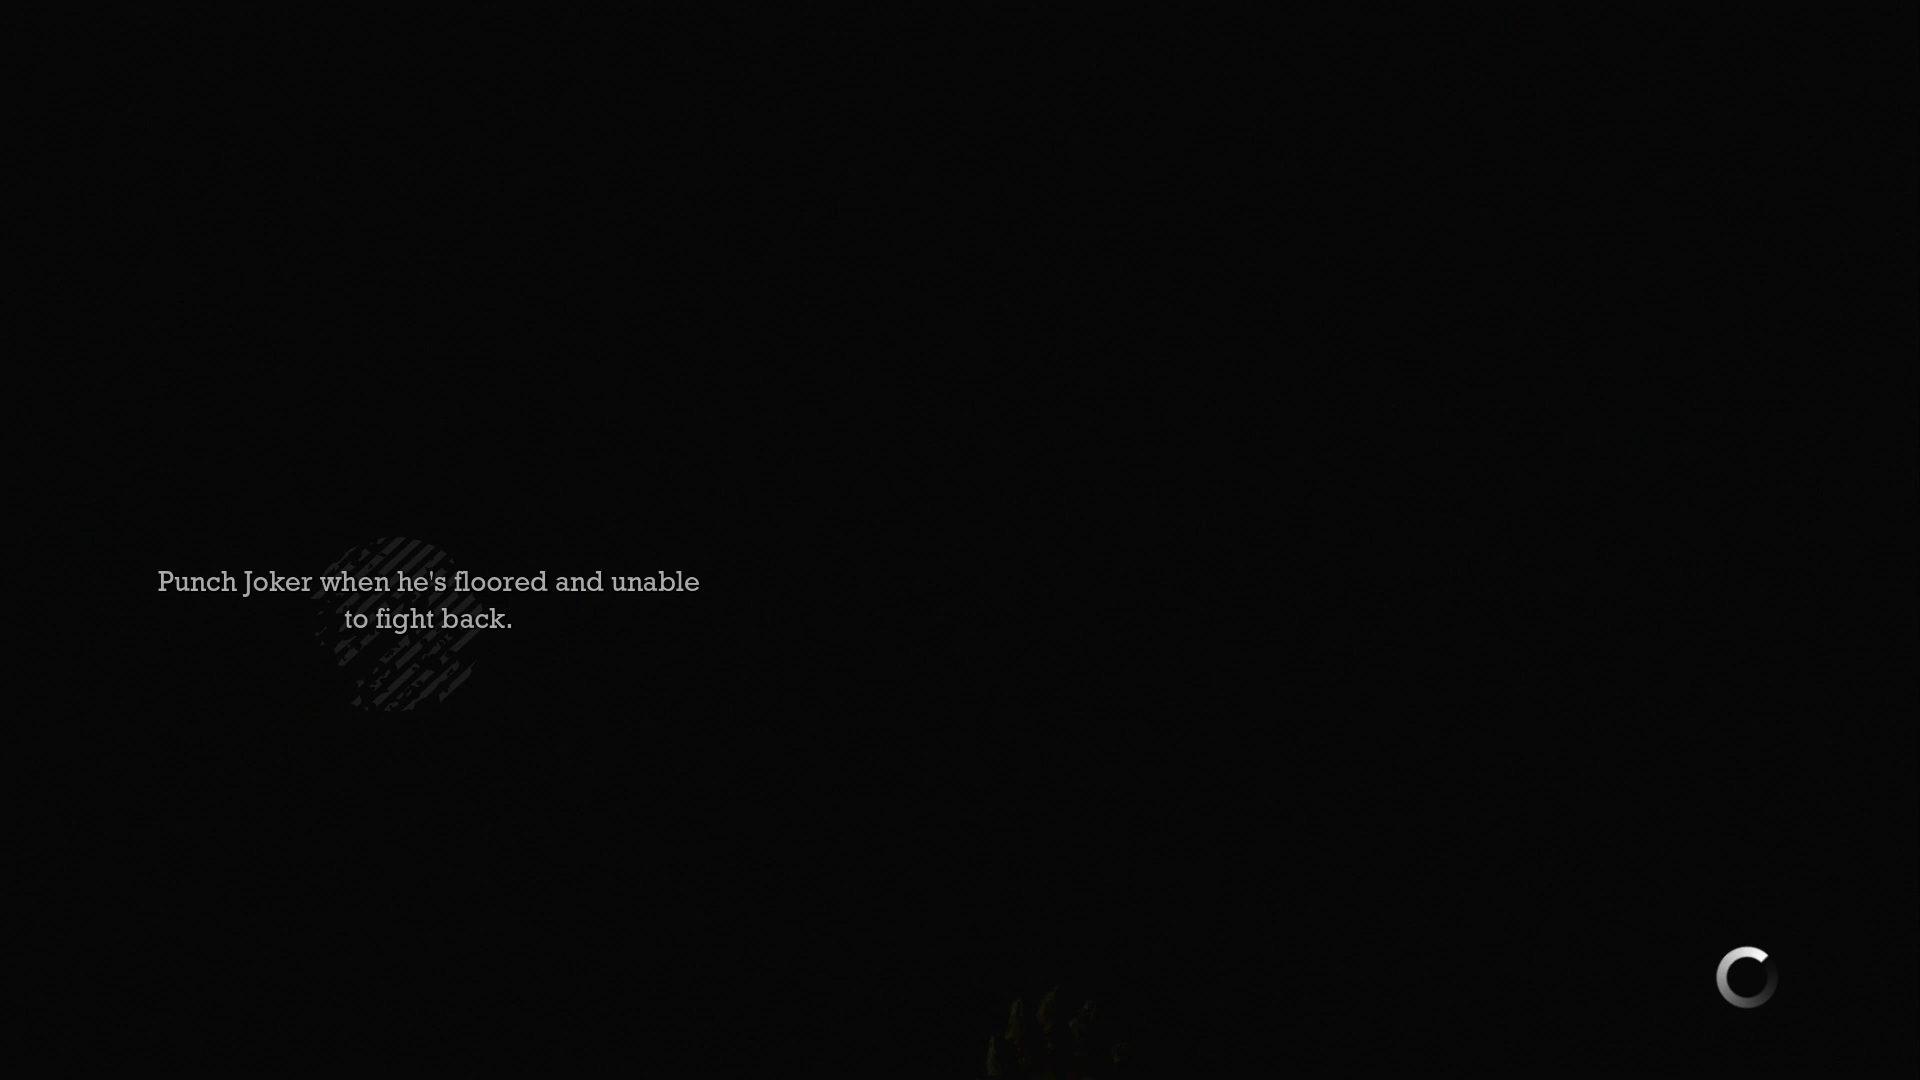 Punch Joker when he's floored and unable
to fight back.